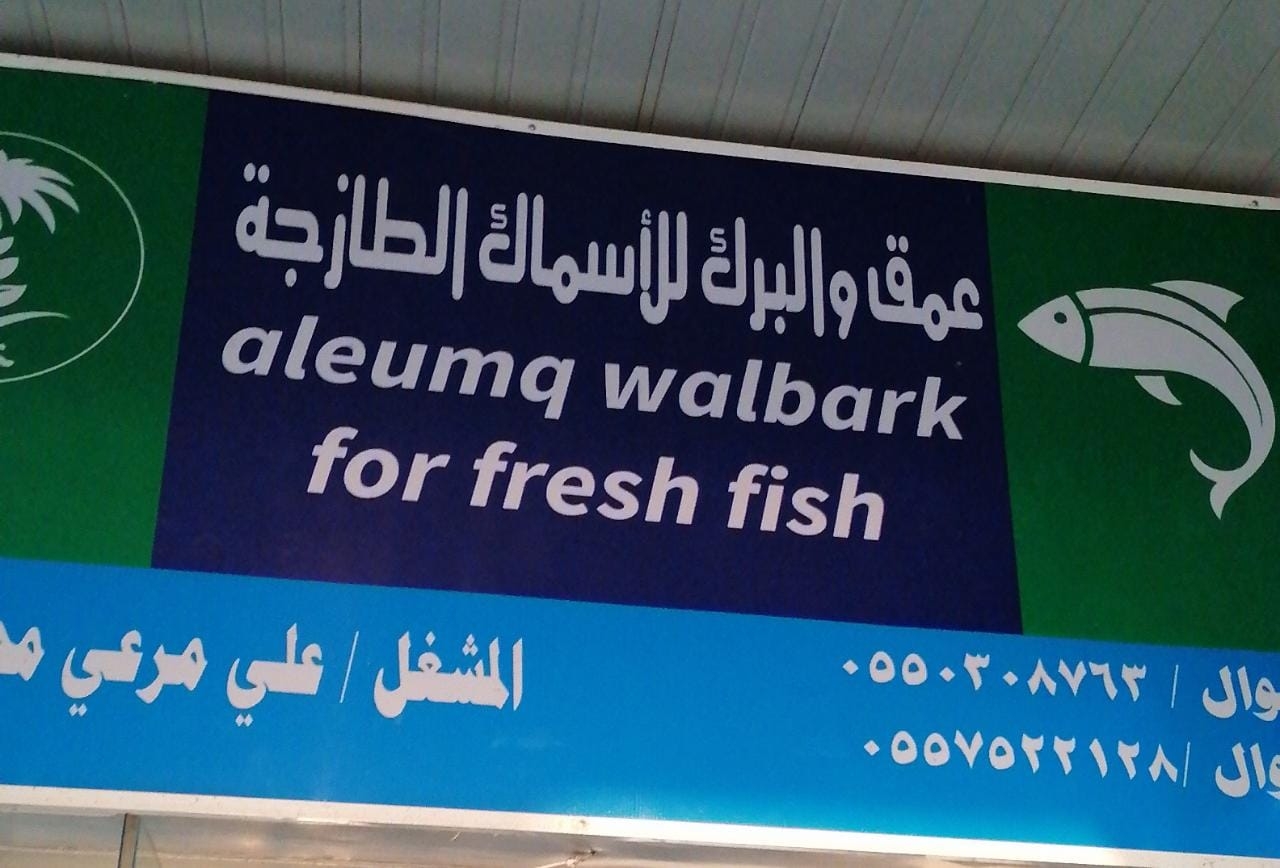 عمق والبرك للأسماك الطازجة
aleumq walbark
for fresh fish
المشغل / علي مرعي
٠٥٥٠٣٠٨٧٦٣ /
٠٥٥٧٥٢٢١٢٨ /